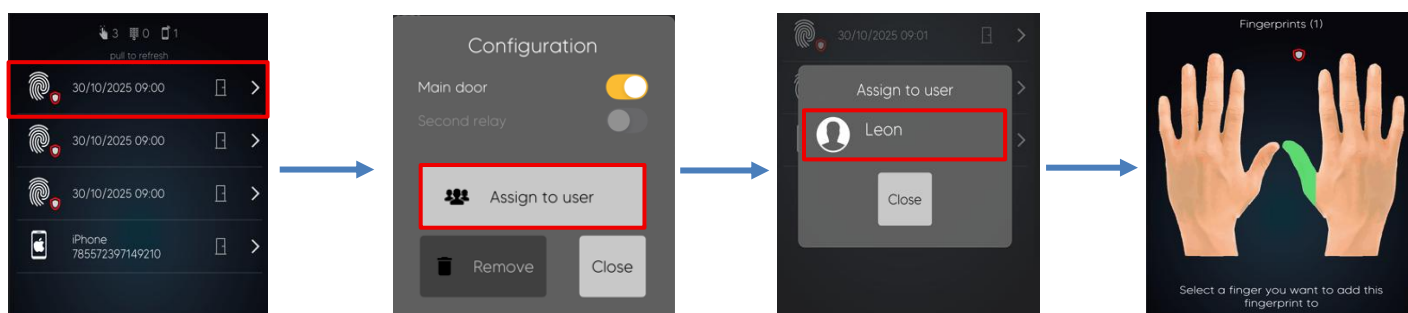 3 0 1
pull to refresh
30/10/2025 09:00
30/10/2025 09:00
30/10/2025 09:00
iPhone
785572397149210
Configuration
Main door
Second relay
Assign to user
Remove
Close
30/10/2025 09:01
Assign to user
Leon
Close
Fingerprints (1)
Select a finger you want to add this
fingerprint to